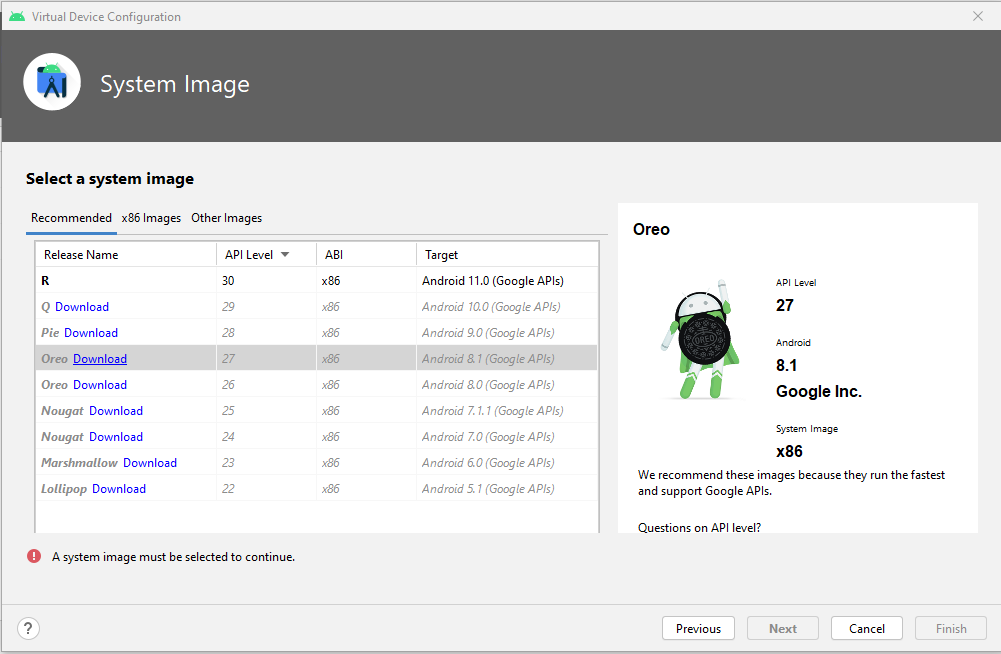 Virtual Device Configuration
System Image
Select a system image
Recommended x86 Images Other Images
Release Name API Level ABI Target
R 30 x86 Android 11.0 (Google APIs)
Q Download 29 x86 Android 10.0 (Google APIs)
Pie Download 28 x86 Android 9.0 (Google APIs)
Oreo Download 27 x86 Android 8.1 (Google APIs)
Oreo Download 26 x86 Android 8.0 (Google APIs)
Nougat Download 25 x86 Android 7.1.1 (Google APIs)
Nougat Download 24 x86 Android 7.0 (Google APIs)
Marshmallow Download 23 x86 Android 6.0 (Google APIs)
Lollipop Download 22 x86 Android 5.1 (Google APIs)
Oreo
OREO
API Level
27
Android
8.1
Google Inc.
System Image
x86
We recommend these images because they run the fastest
and support Google APIs.
Questions on API level?
! A system image must be selected to continue.
? Previous Next Cancel Finish